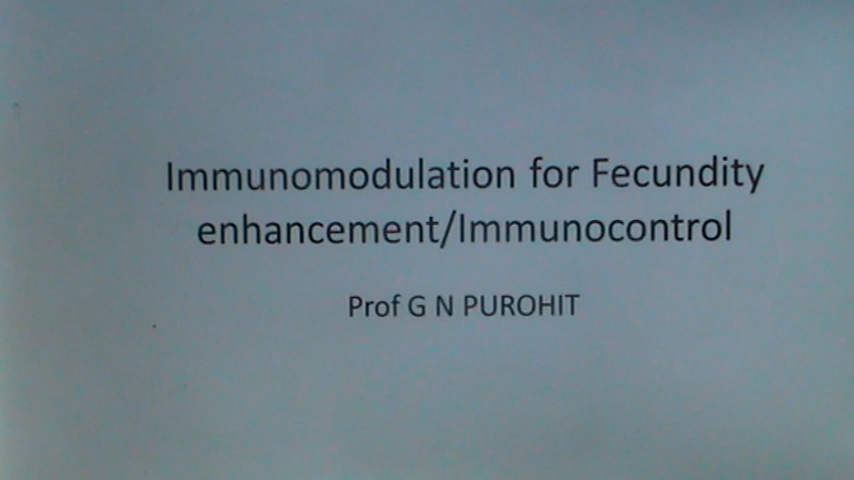 Immunomodulation for Fecundity
enhancement/Immunocontrol
Prof G N PUROHIT